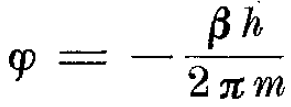 φ = − βh / 2πm